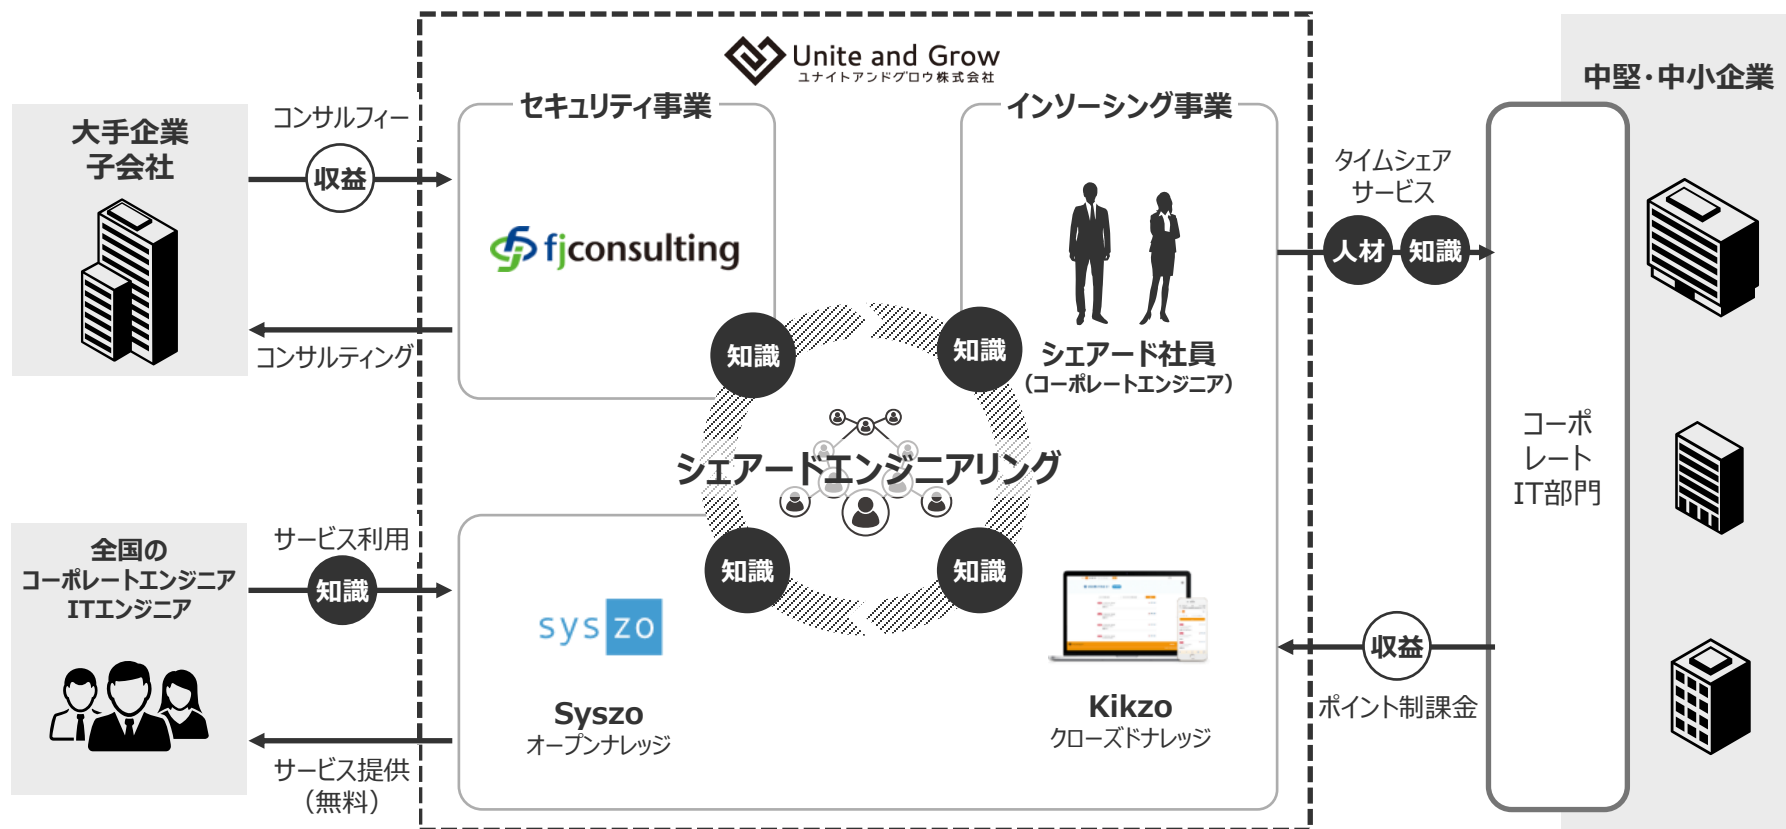 Unite and Grow
ユナイトアンドグロウ株式会社
大手企業
子会社
コンサルフィー
収益
コンサルティング
セキュリティ事業
fjconsulting
インソーシング事業
シェアード社員
（コーポレートエンジニア）
知識
知識
シェアードエンジニアリング
知識
知識
全国の
コーポレートエンジニア
ITエンジニア
サービス利用
知識
サービス提供
（無料）
sys zo
Syszo
オープンナレッジ
Kikzo
クローズドナレッジ
タイムシェア
サービス
人材
知識
収益
ポイント制課金
中堅・中小企業
コーポ
レート
IT部門